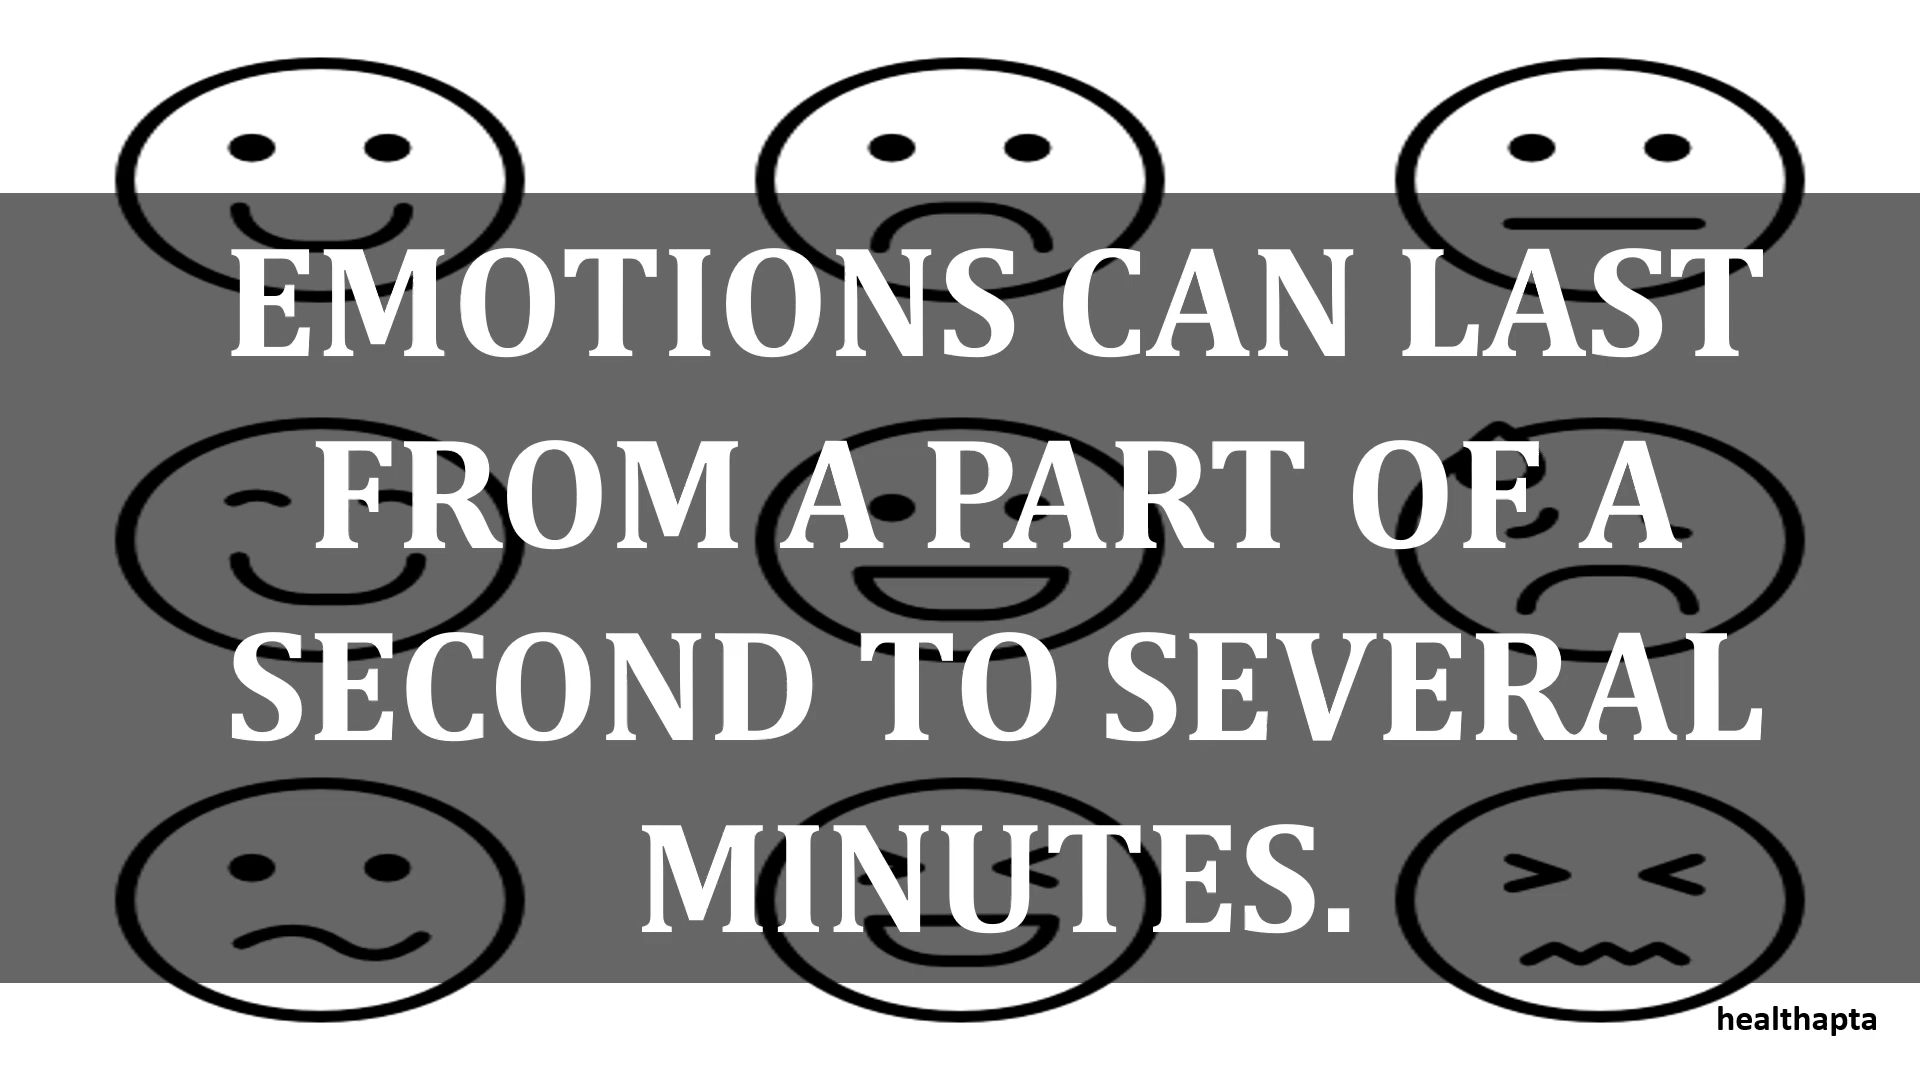 EMOTIONS CAN LAST
FROM A PART OF A
SECOND TO SEVERAL
MINUTES.
healthapta